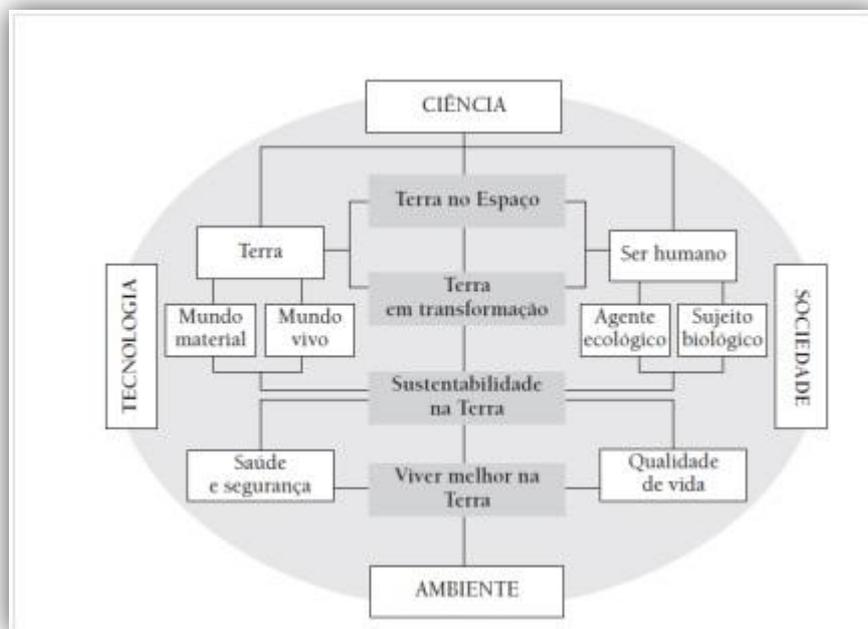 CIÊNCIA
Terra no Espaço
Terra
Ser humano
Terra
em transformação
TECNOLOGIA
SOCIEDADE
Mundo
material
Mundo
vivo
Agente
ecológico
Sujeito
biológico
Sustentabilidade
na Terra
Saúde
e segurança
Viver melhor na
Terra
Qualidade
de vida
AMBIENTE